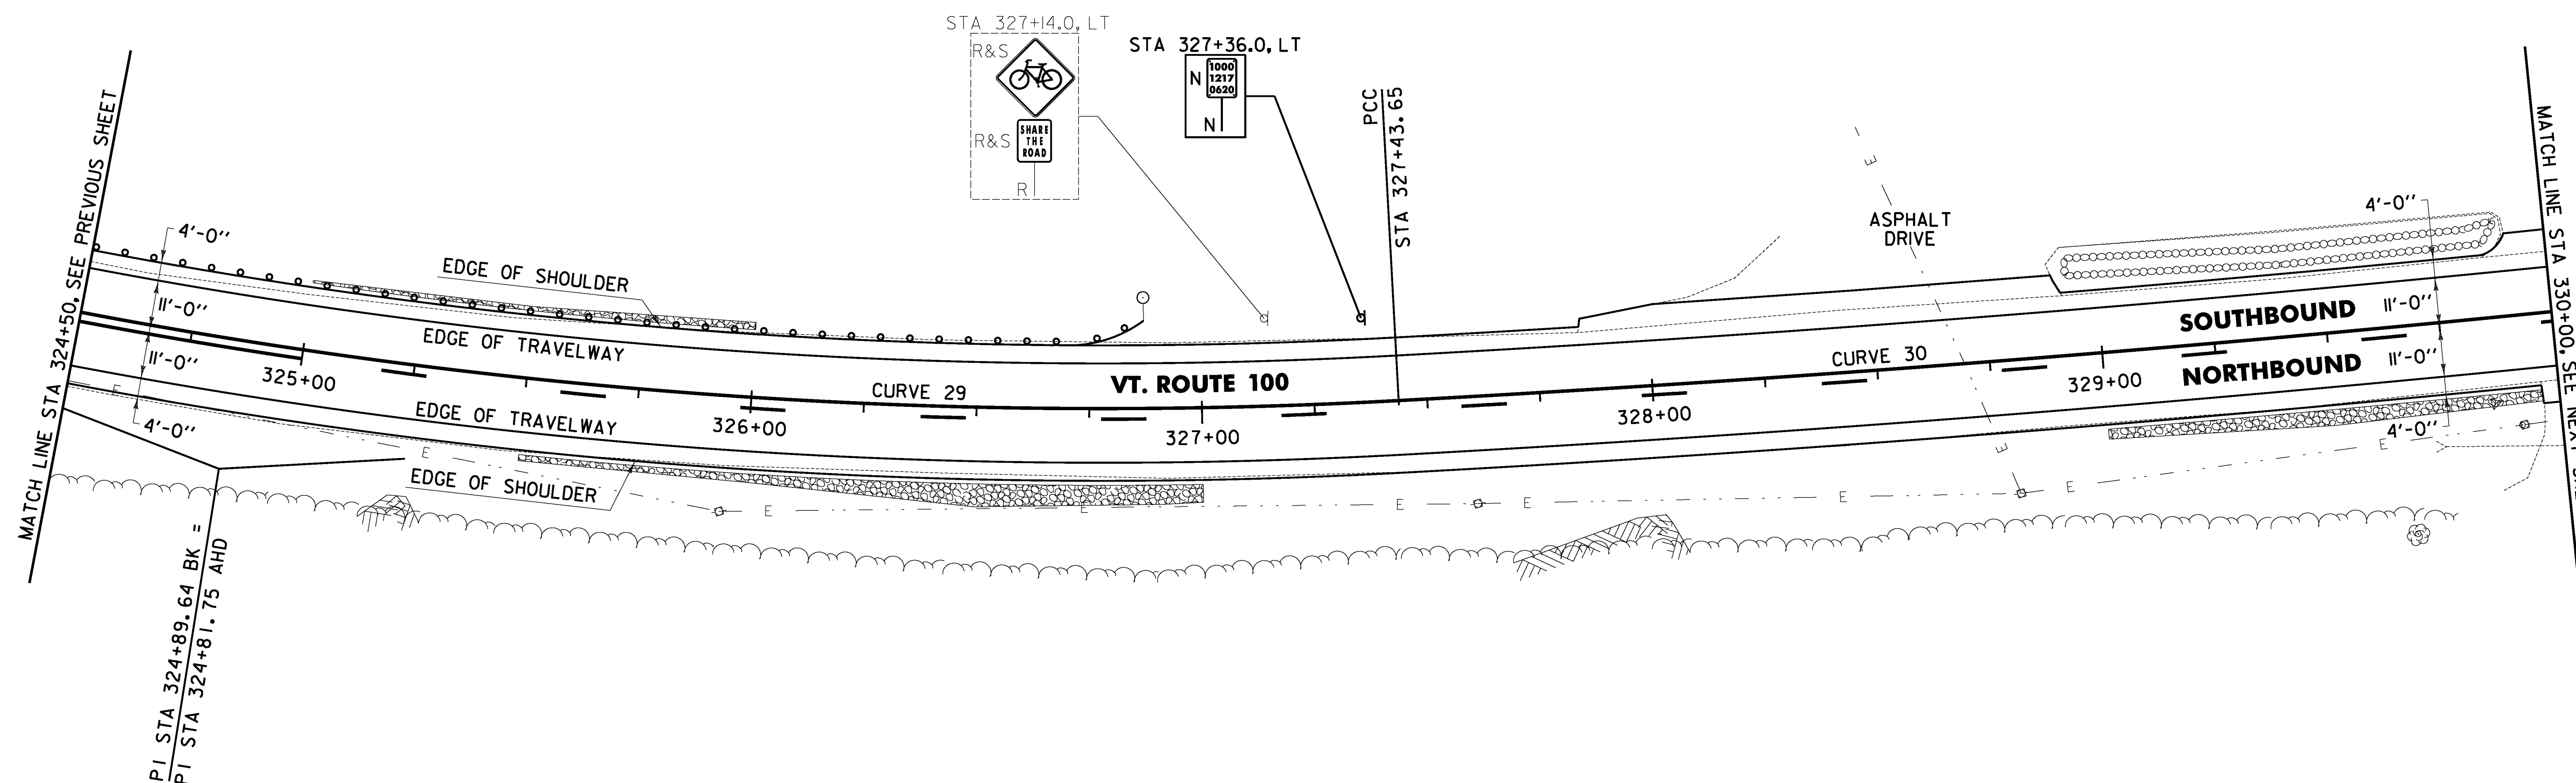 STA 327+14.0, LT
R&S
R&S
SHARE
THE
ROAD
R
STA 327+36.0, LT
N
1000
1217
0620
N
PCC
STA 327+43.65
MATCH LINE STA 324+50, SEE PREVIOUS SHEET
4'-0"
11'-0"
11'-0"
4'-0"
E
EDGE OF SHOULDER
EDGE OF TRAVELWAY
325+00
EDGE OF TRAVELWAY
E
EDGE OF SHOULDER
326+00
CURVE 29
VT. ROUTE 100
327+00
E
E
E
E
328+00
E
CURVE 30
E
ASPHALT
DRIVE
E
E
329+00
SOUTHBOUND
NORTHBOUND
4'-0"
11'-0"
11'-0"
4'-0"
E
MATCH LINE STA 330+00, SEE NEXT
PI STA 324+89.64 BK =
PI STA 324+81.75 AHD